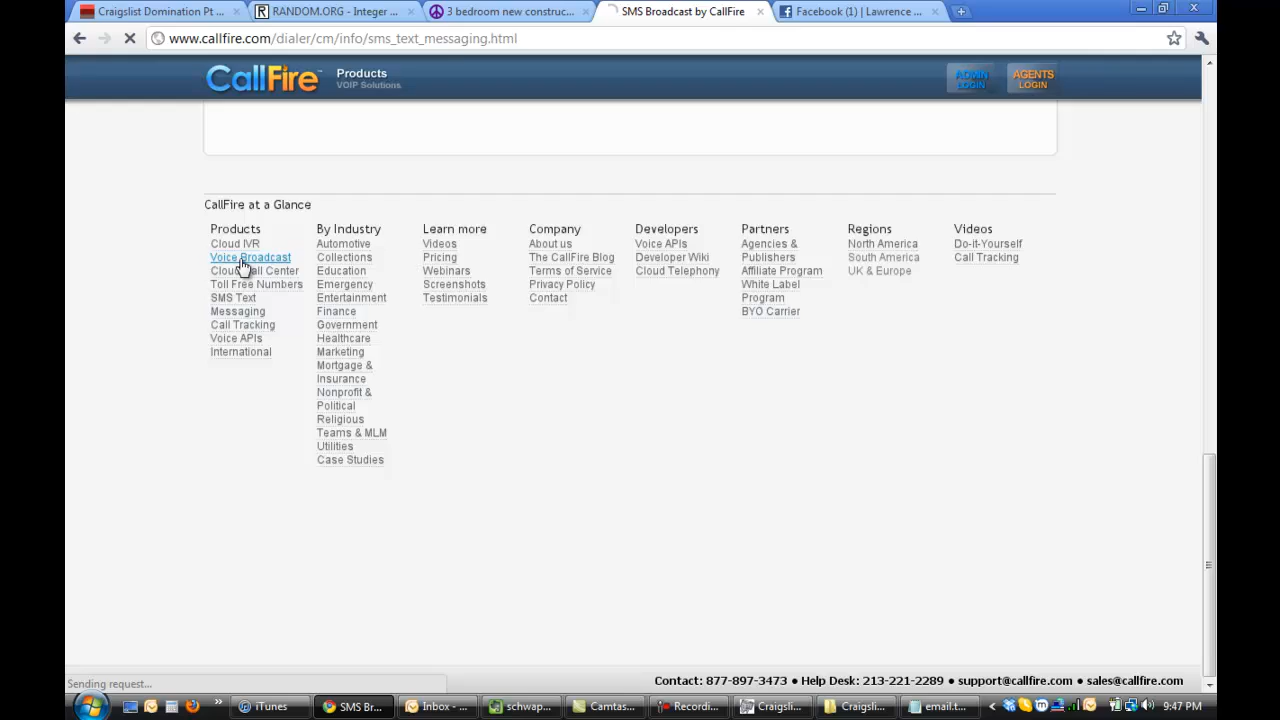 Craigslist Domination Pt
RANDOM.ORG - Integer ...
3 bedroom new construc...
SMS Broadcast by CallFire
Facebook (1) | Lawrence ...
www.callfire.com/dialer/cm/info/sms_text_messaging.html
CallFire
Products
VOIP Solutions
ADMIN
LOGIN
AGENTS
LOGIN
CallFire at a Glance
Products
Cloud IVR
Voice Broadcast
Cloud Call Center
Toll Free Numbers
SMS Text
Messaging
Call Tracking
Voice APIs
International
By Industry
Automotive
Collections
Education
Emergency
Entertainment
Finance
Government
Healthcare
Marketing
Mortgage &
Insurance
Nonprofit &
Political
Religious
Teams & MLM
Utilities
Case Studies
Learn more
Videos
Pricing
Webinars
Screenshots
Testimonials
Company
About us
The CallFire Blog
Terms of Service
Privacy Policy
Contact
Developers
Voice APIs
Developer Wiki
Cloud Telephony
Partners
Agencies &
Publishers
Affiliate Program
White Label
Program
BYO Carrier
Regions
North America
South America
UK & Europe
Videos
Do-it-Yourself
Call Tracking
Sending request...
Contact: 877-897-3473 • Help Desk: 213-221-2289 • support@callfire.com • sales@callfire.com
iTunes
SMS Br...
Inbox - ...
schwap...
Camtas...
Recordi...
Craigsli...
Craigsli...
email.t...
9:47 PM